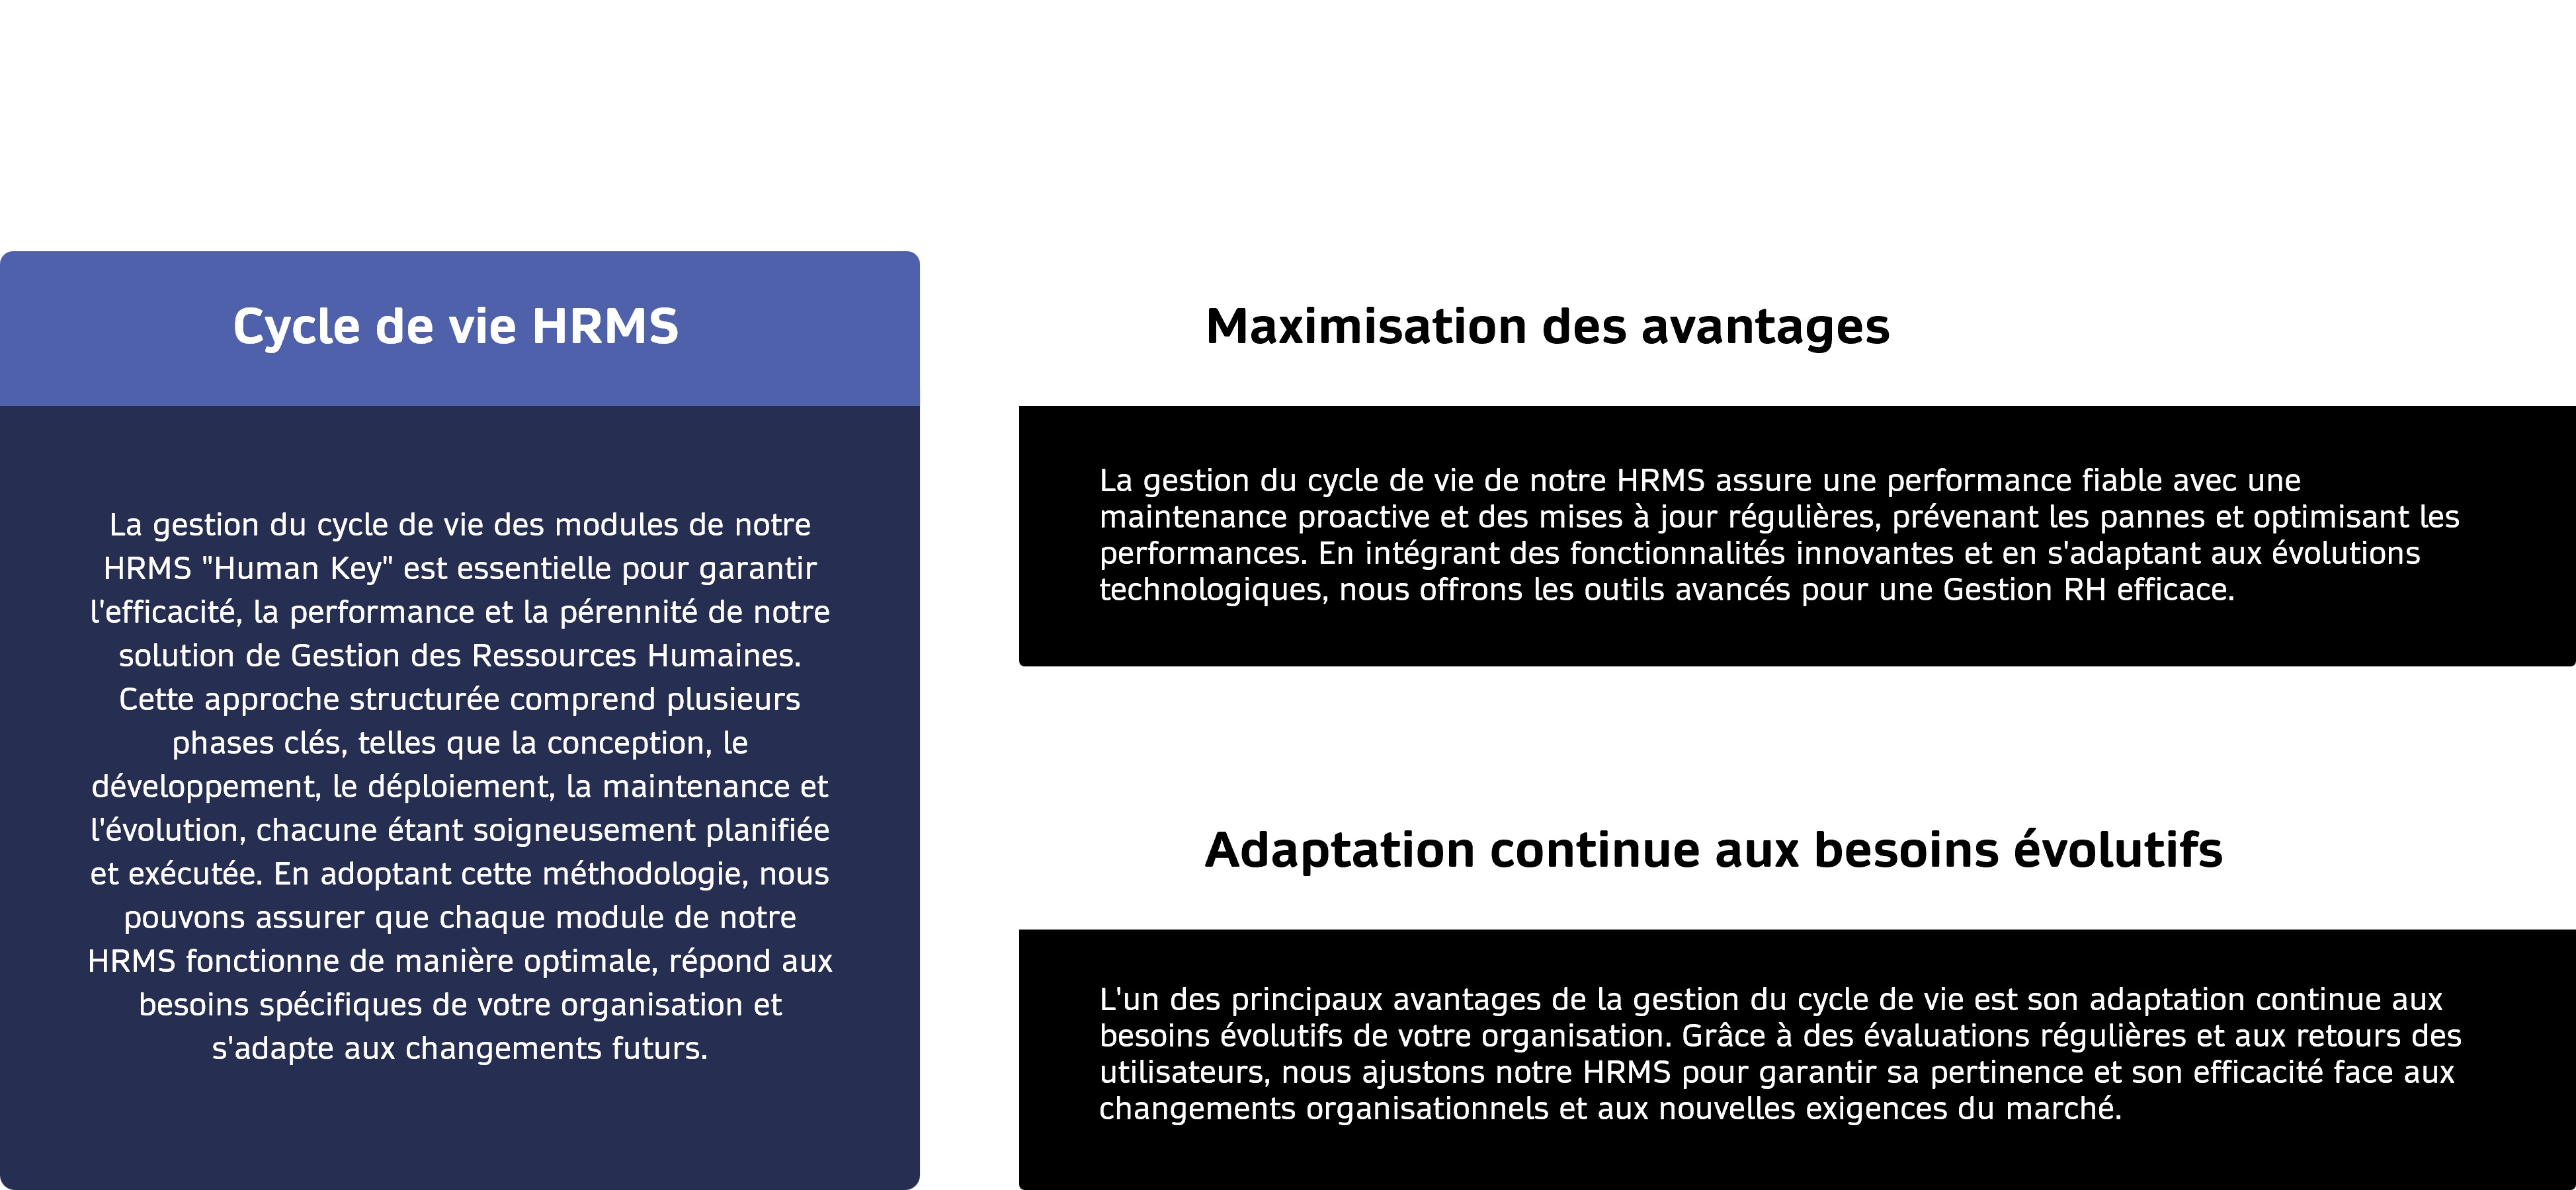 Cycle de vie HRMS
La gestion du cycle de vie des modules de notre
HRMS "Human Key" est essentielle pour garantir
l'efficacité, la performance et la pérennité de notre
solution de Gestion des Ressources Humaines.
Cette approche structurée comprend plusieurs
phases clés, telles que la conception, le
développement, le déploiement, la maintenance et
l'évolution, chacune étant soigneusement planifiée
et exécutée. En adoptant cette méthodologie, nous
pouvons assurer que chaque module de notre
HRMS fonctionne de manière optimale, répond aux
besoins spécifiques de votre organisation et
s'adapte aux changements futurs.
Maximisation des avantages
La gestion du cycle de vie de notre HRMS assure une performance fiable avec une
maintenance proactive et des mises à jour régulières, prévenant les pannes et optimisant les
performances. En intégrant des fonctionnalités innovantes et en s'adaptant aux évolutions
technologiques, nous offrons les outils avancés pour une Gestion RH efficace.
Adaptation continue aux besoins évolutifs
L'un des principaux avantages de la gestion du cycle de vie est son adaptation continue aux
besoins évolutifs de votre organisation. Grâce à des évaluations régulières et aux retours des
utilisateurs, nous ajustons notre HRMS pour garantir sa pertinence et son efficacité face aux
changements organisationnels et aux nouvelles exigences du marché.